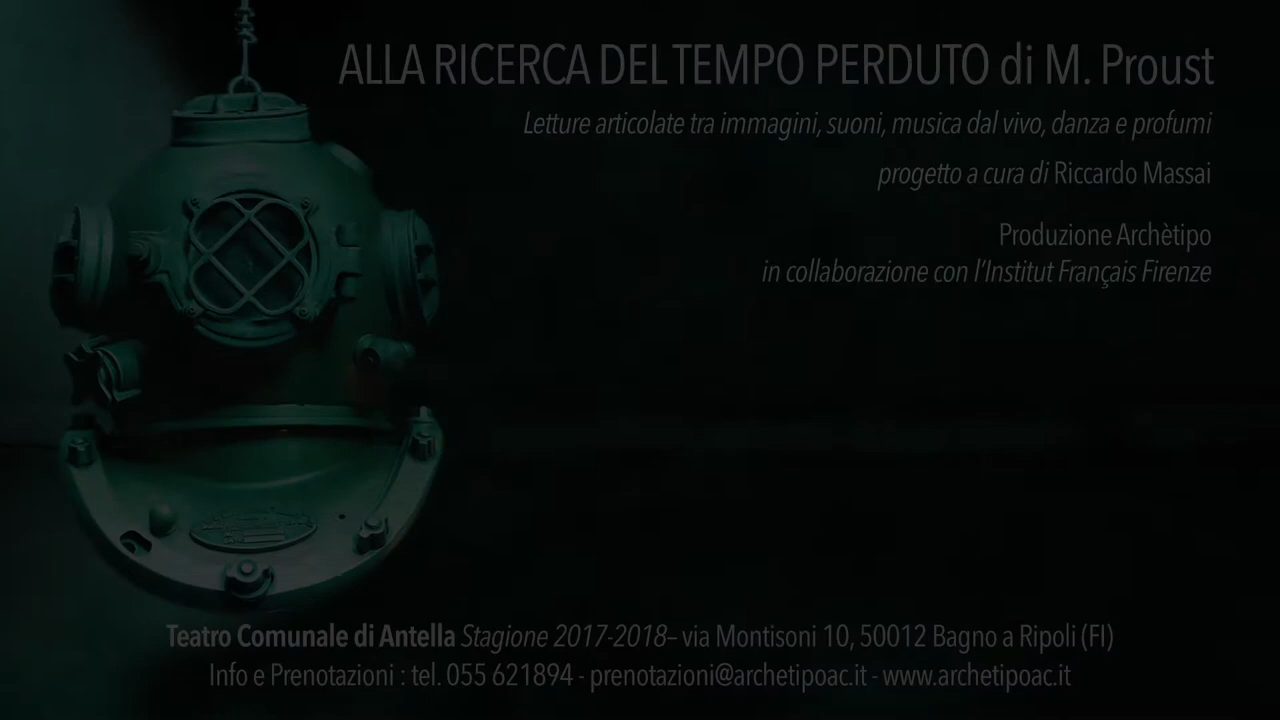 ALLA RICERCA DEL TEMPO PERDUTO di M. Proust
Letture articolate tra immagini, suoni, musica dal vivo, danza e profumi
progetto a cura di Riccardo Massai
Produzione Archètipo
in collaborazione con l'Institut Français Firenze
Teatro Comunale di Antella Stagione 2017-2018– via Montisoni 10, 50012 Bagno a Ripoli (FI)
Info e Prenotazioni : tel. 055 621894 - prenotazioni@archetipoac.it - www.archetipoac.it